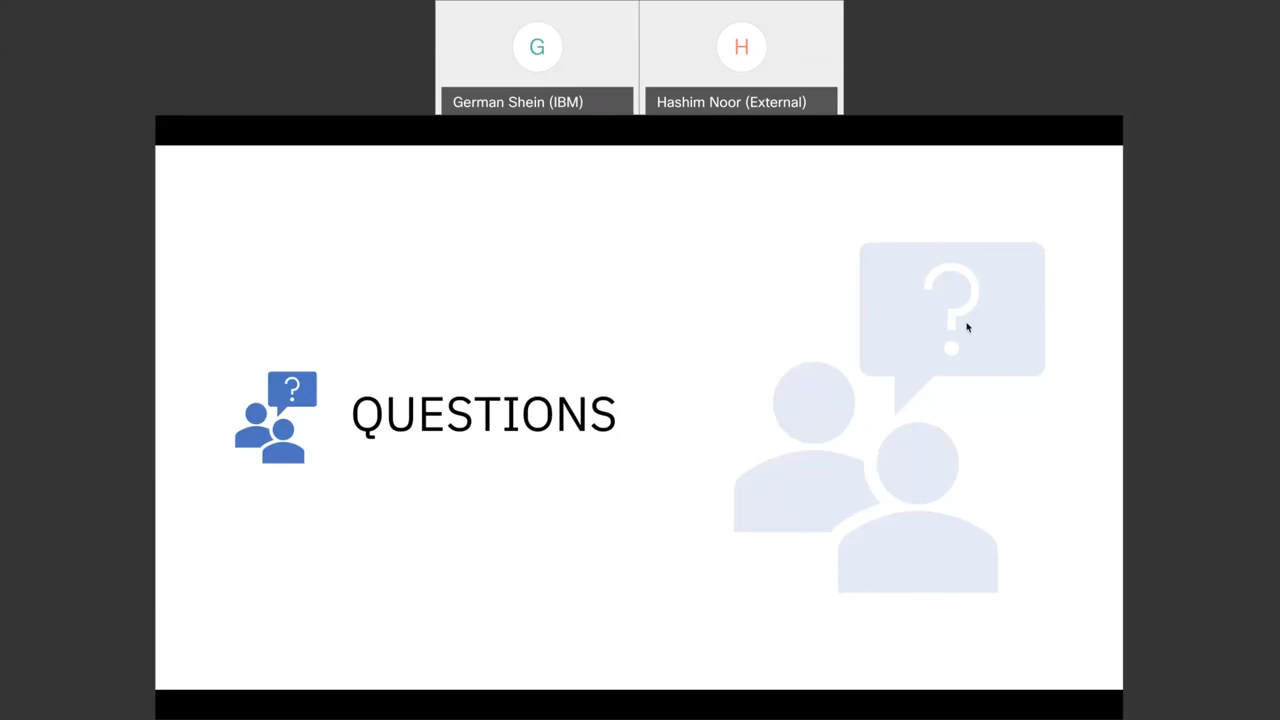 G
H
German Shein (IBM)
Hashim Noor (External)
?
?
QUESTIONS